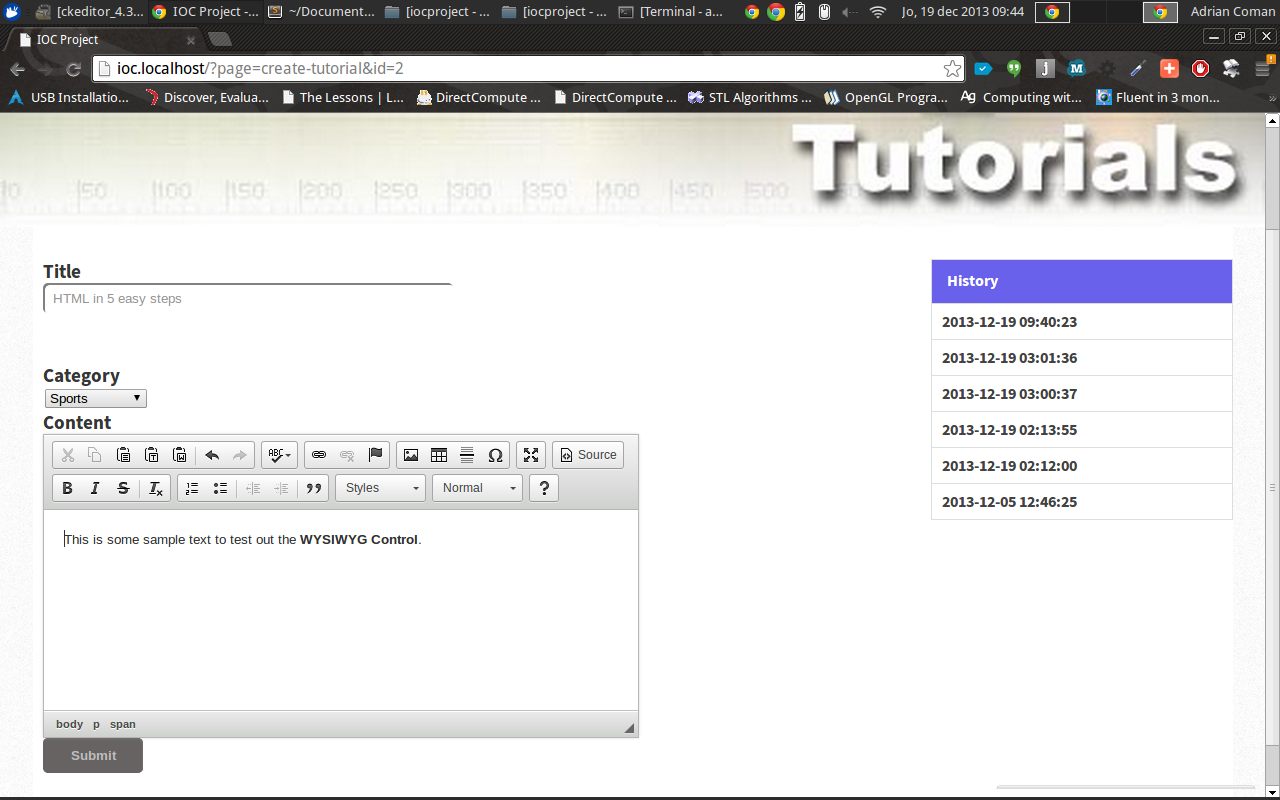 [ckeditor_4.3... IOC Project -... ~/Document... [iocproject - ... [iocproject - ... [Terminal - a... Jo, 19 dec 2013 09:44 Adrian Coman
IOC Project
ioc.localhost/?page=create-tutorial&id=2
USB Installatio... Discover, Evalua... The Lessons | L... DirectCompute ... DirectCompute ... STL Algorithms ... OpenGL Progra... Ag Computing wit... Fluent in 3 mon... »
Tutorials
0 |50 |100 |150 |200 |250 |300 |350 |400 |450 |500
Title
HTML in 5 easy steps
Category
Sports
Content
ABC Source
B I S Ix Styles Normal ?
This is some sample text to test out the WYSIWYG Control.
body p span
Submit
History
2013-12-19 09:40:23
2013-12-19 03:01:36
2013-12-19 03:00:37
2013-12-19 02:13:55
2013-12-19 02:12:00
2013-12-05 12:46:25